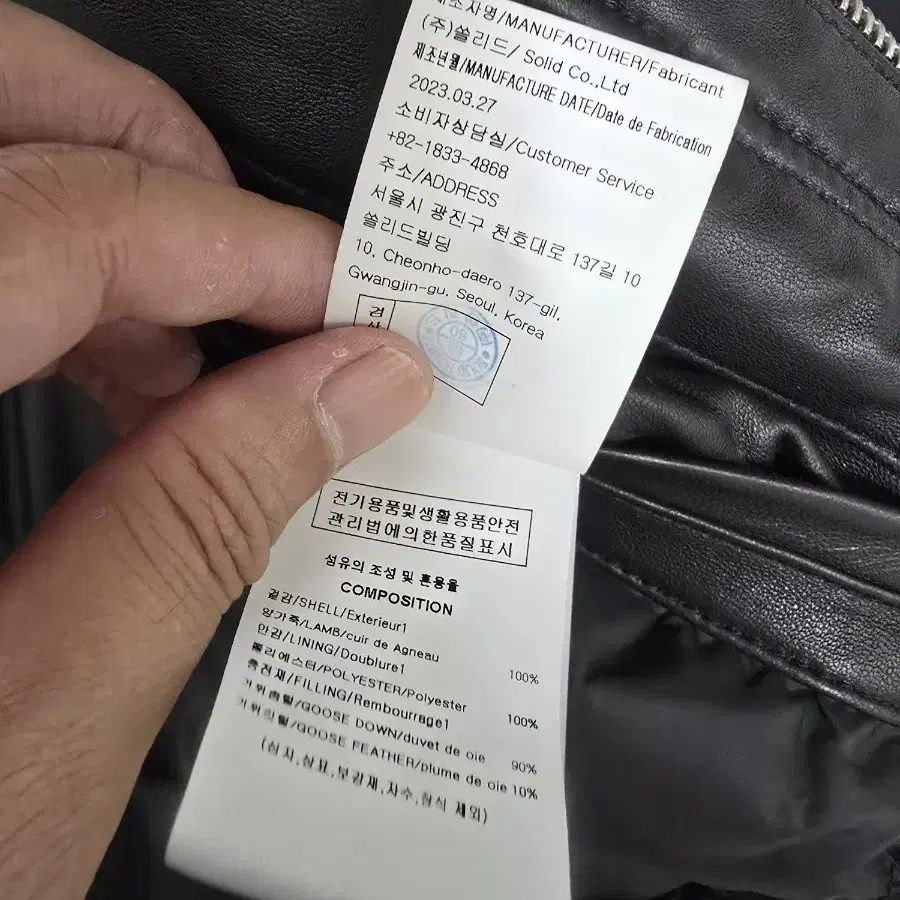 제조자명/MANUFACTURER/Fabricant
(주)쏠리드/ Solid Co.,Ltd
제조년월/MANUFACTURE DATE/Date de Fabrication
2023.03.27
소비자상담실/Customer Service
+82-1833-4868
주소/ADDRESS
서울시 광진구 천호대로 137길 10
쏠리드빌딩
10, Cheonho-daero 137-gil,
Gwangjin-gu, Seoul, Korea
전기용품및생활용품안전
관리법에의한품질표시
섬유의 조성 및 혼용율
COMPOSITION
겉감/SHELL/Exterieur1
양가죽/LAMB/cuir de Agneau 100%
안감/LINING/Doublure1
폴리에스터/POLYESTER/Polyester 100%
충전재/FILLING/Rembourrage1
거위솜털/GOOSE DOWN/duvet de oie 90%
거위깃털/GOOSE FEATHER/plume de oie 10%
(심지,상표,보강재,자수,장식 제외)